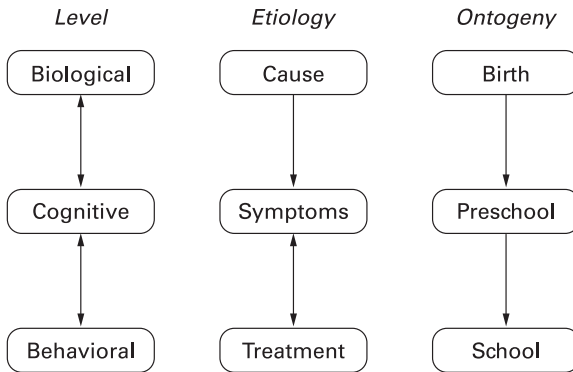 Level Etiology Ontogeny
Biological Cause Birth
Cognitive Symptoms Preschool
Behavioral Treatment School